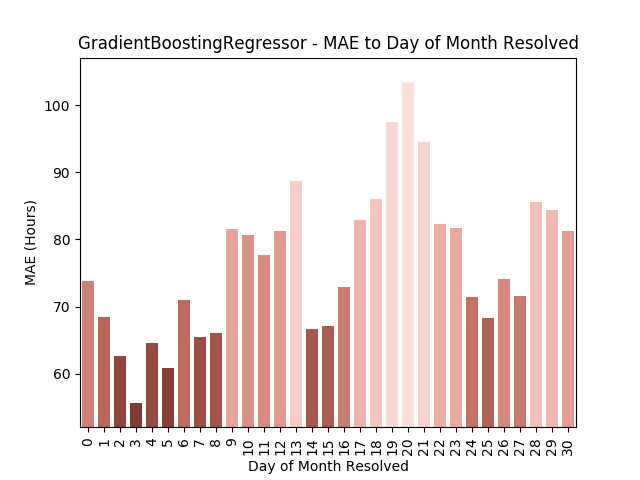 GradientBoostingRegressor - MAE to Day of Month Resolved
100
90
80
70
60
MAE (Hours)
0 1 2 3 4 5 6 7 8 9 10 11 12 13 14 15 16 17 18 19 20 21 22 23 24 25 26 27 28 29 30
Day of Month Resolved